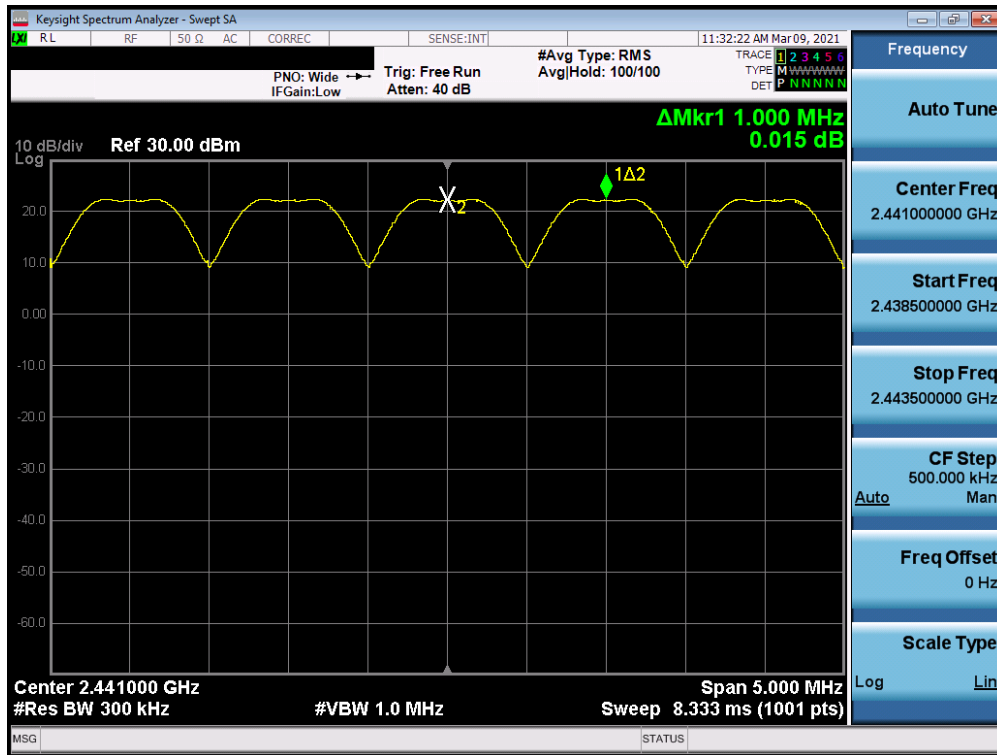 Keysight Spectrum Analyzer - Swept SA
LXI RL RF 50 Ω AC CORREC SENSE:INT 11:32:22 AM Mar 09, 2021
PNO: Wide
IFGain:Low
Trig: Free Run
Atten: 40 dB
#Avg Type: RMS
Avg|Hold: 100/100
TRACE 1 2 3 4 5 6
TYPE M WWWWWW
DET P N N N N N
ΔMkr1 1.000 MHz
0.015 dB
10 dB/div Ref 30.00 dBm
Log
1Δ2
2
20.0
10.0
0.00
-10.0
-20.0
-30.0
-40.0
-50.0
-60.0
Center 2.441000 GHz Span 5.000 MHz
#Res BW 300 kHz #VBW 1.0 MHz Sweep 8.333 ms (1001 pts)
MSG STATUS
Frequency
Auto Tune
Center Freq
2.441000000 GHz
Start Freq
2.438500000 GHz
Stop Freq
2.443500000 GHz
CF Step
500.000 kHz
Auto Man
Freq Offset
0 Hz
Scale Type
Log Lin